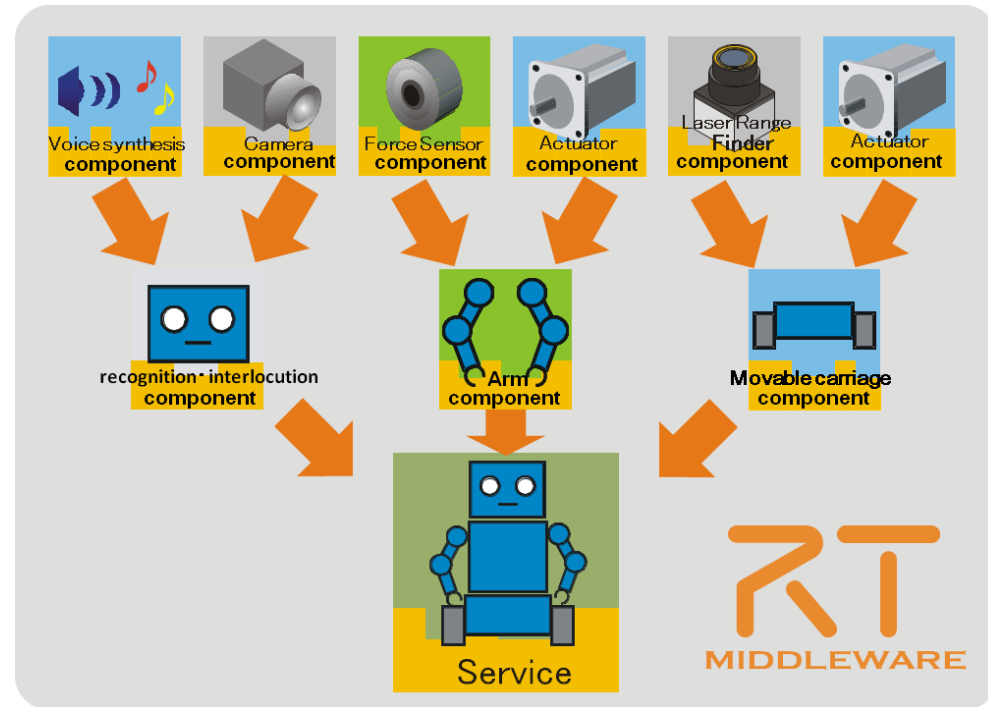 Voice synthesis
component
Camera
component
Force Sensor
component
Actuator
component
Laser Range
Finder
component
Actuator
component
recognition・interlocution
component
Arm
component
Movable carriage
component
Service
RT
MIDDLEWARE